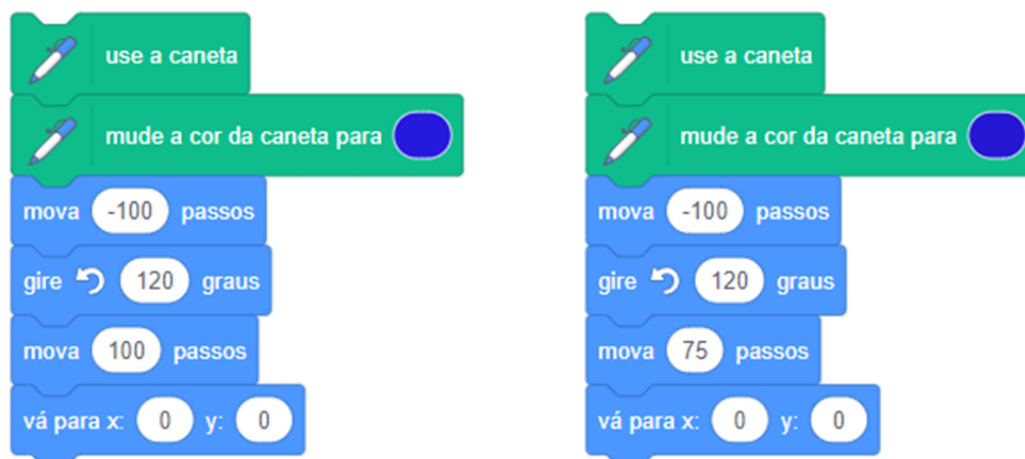 use a caneta
mude a cor da caneta para
mova -100 passos
gire 120 graus
mova 100 passos
vá para x: 0 y: 0
use a caneta
mude a cor da caneta para
mova -100 passos
gire 120 graus
mova 75 passos
vá para x: 0 y: 0